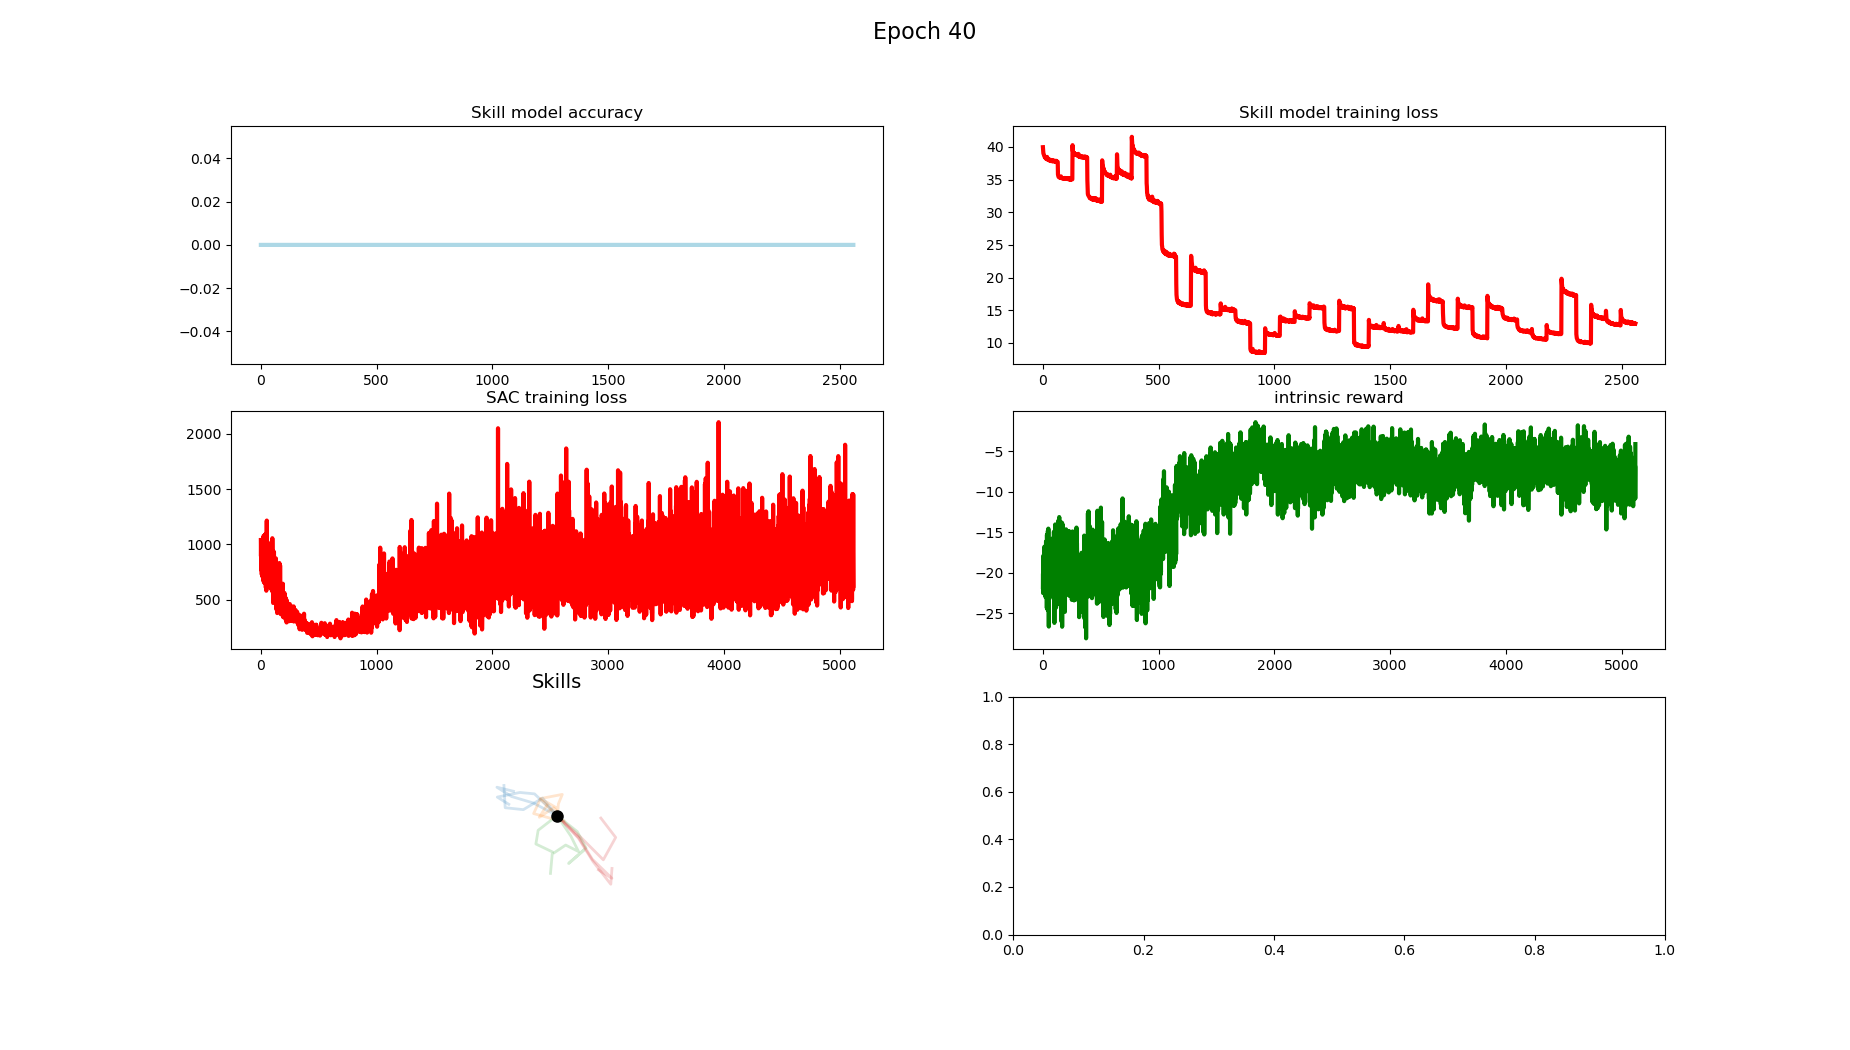 Epoch 40
Skill model accuracy
0.04
0.02
0.00
−0.02
−0.04
0 500 1000 1500 2000 2500
Skill model training loss
40
35
30
25
20
15
10
0 500 1000 1500 2000 2500
SAC training loss
2000
1500
1000
500
0 1000 2000 3000 4000 5000
intrinsic reward
−5
−10
−15
−20
−25
0 1000 2000 3000 4000 5000
Skills
1.0
0.8
0.6
0.4
0.2
0.0
0.0 0.2 0.4 0.6 0.8 1.0